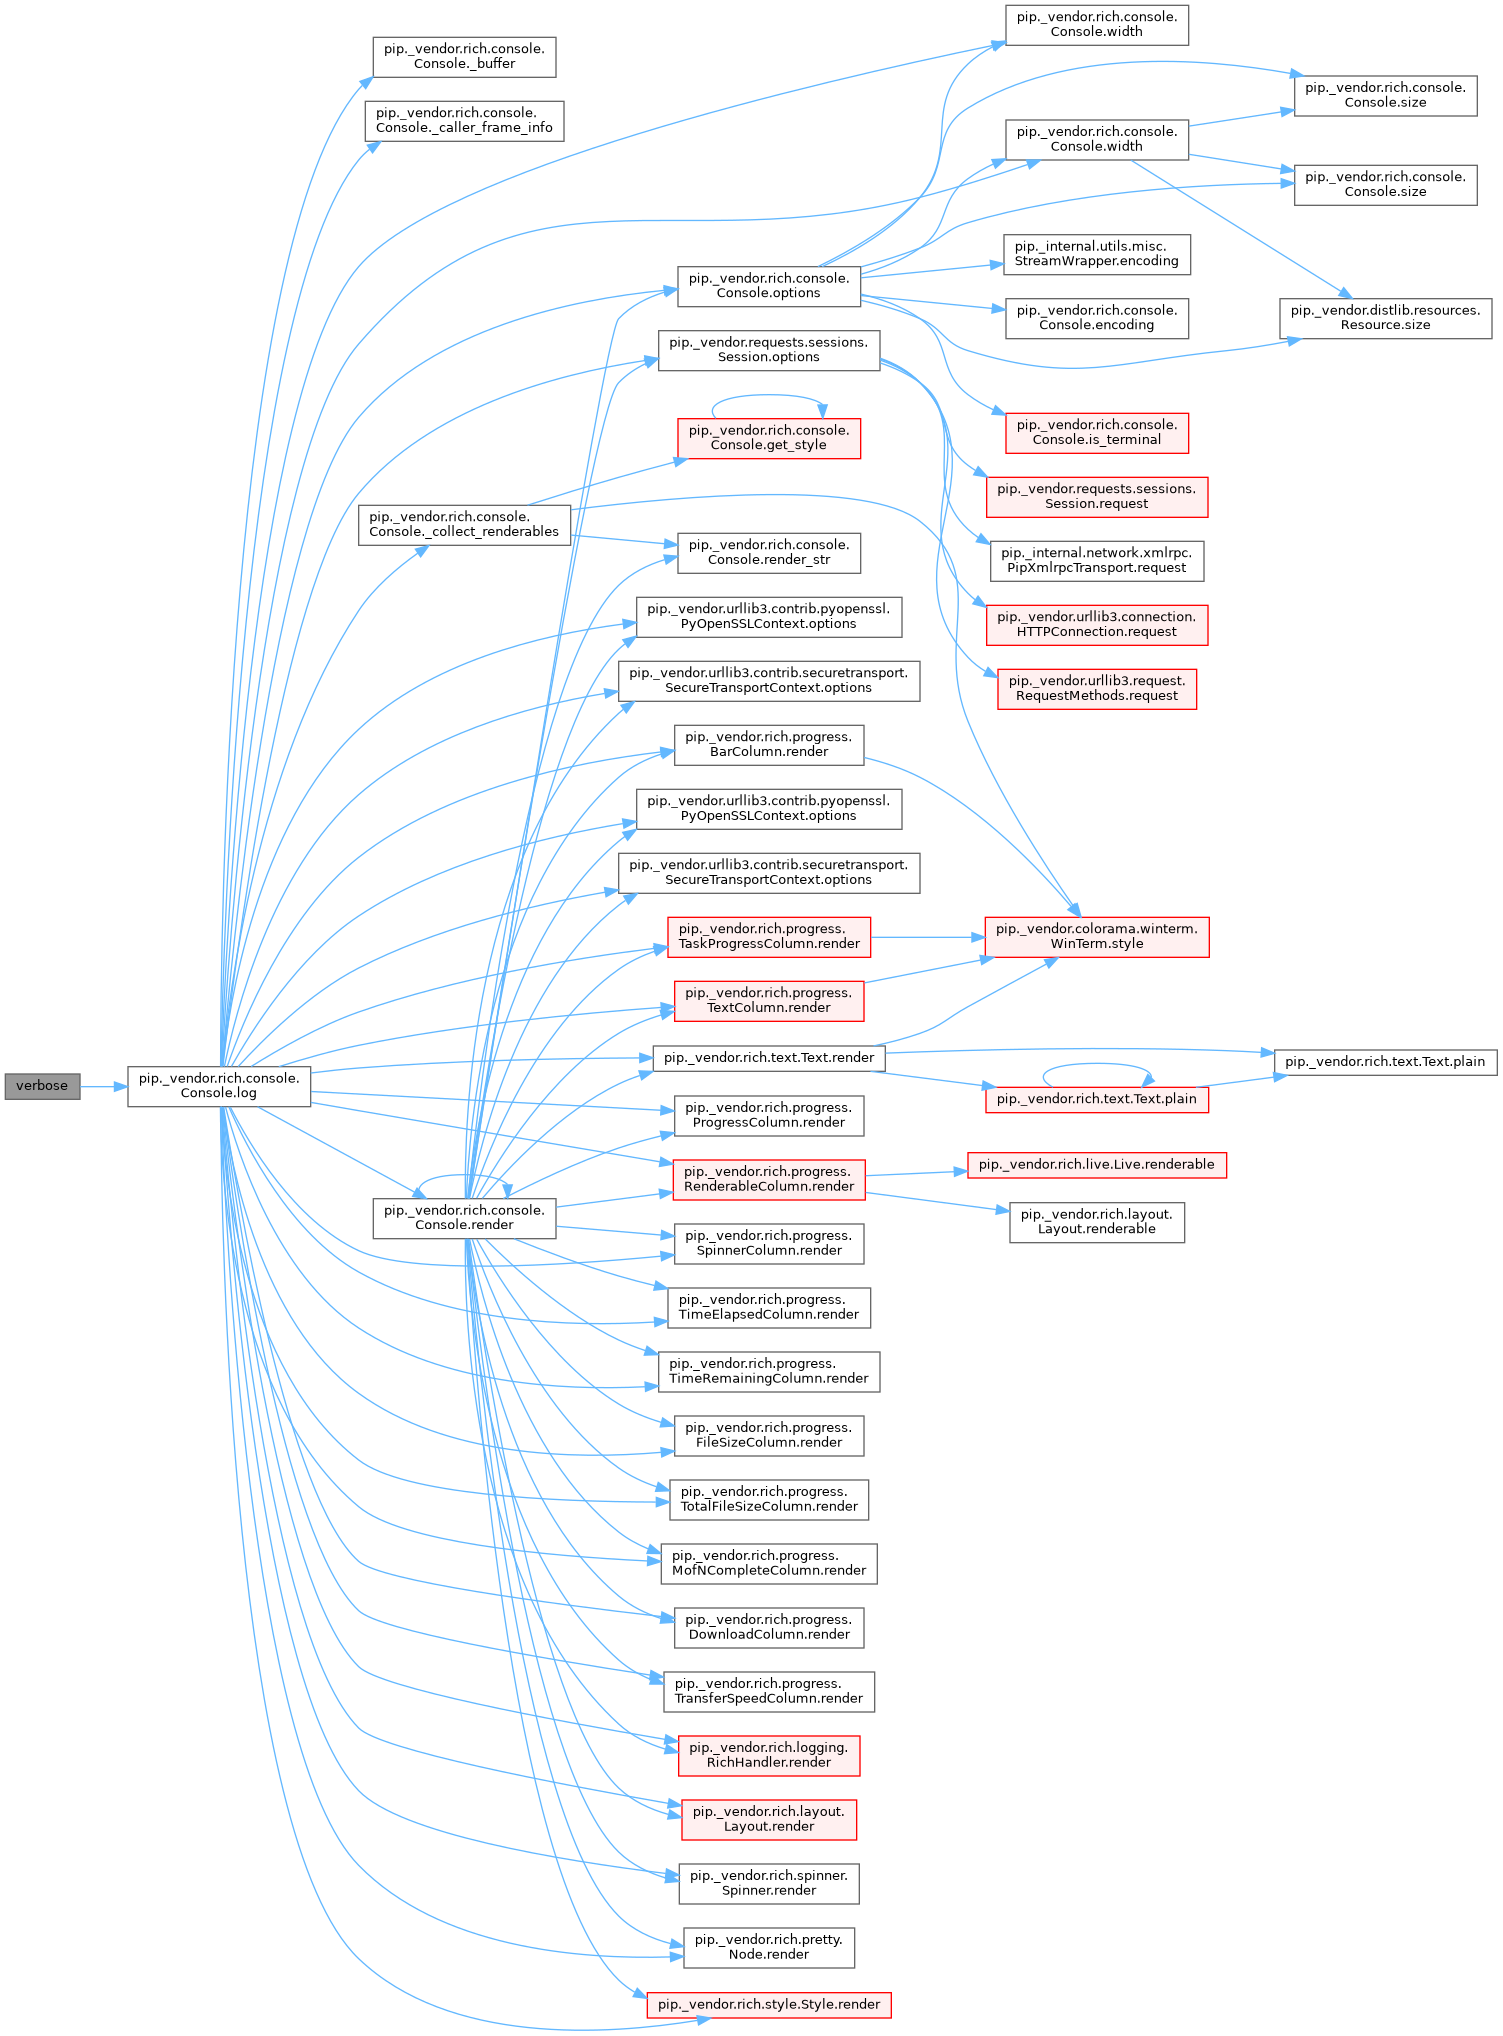 verbose
pip._vendor.rich.console.
Console.log
pip._vendor.rich.console.
Console._buffer
pip._vendor.rich.console.
Console._caller_frame_info
pip._vendor.rich.console.
Console._collect_renderables
pip._vendor.rich.console.
Console.render
pip._vendor.rich.console.
Console.options
pip._vendor.requests.sessions.
Session.options
pip._vendor.rich.console.
Console.get_style
pip._vendor.rich.console.
Console.render_str
pip._vendor.urllib3.contrib.pyopenssl.
PyOpenSSLContext.options
pip._vendor.urllib3.contrib.securetransport.
SecureTransportContext.options
pip._vendor.rich.progress.
BarColumn.render
pip._vendor.urllib3.contrib.pyopenssl.
PyOpenSSLContext.options
pip._vendor.urllib3.contrib.securetransport.
SecureTransportContext.options
pip._vendor.rich.progress.
TaskProgressColumn.render
pip._vendor.rich.progress.
TextColumn.render
pip._vendor.rich.text.Text.render
pip._vendor.rich.progress.
ProgressColumn.render
pip._vendor.rich.progress.
RenderableColumn.render
pip._vendor.rich.progress.
SpinnerColumn.render
pip._vendor.rich.progress.
TimeElapsedColumn.render
pip._vendor.rich.progress.
TimeRemainingColumn.render
pip._vendor.rich.progress.
FileSizeColumn.render
pip._vendor.rich.progress.
TotalFileSizeColumn.render
pip._vendor.rich.progress.
MofNCompleteColumn.render
pip._vendor.rich.progress.
DownloadColumn.render
pip._vendor.rich.progress.
TransferSpeedColumn.render
pip._vendor.rich.logging.
RichHandler.render
pip._vendor.rich.layout.
Layout.render
pip._vendor.rich.spinner.
Spinner.render
pip._vendor.rich.pretty.
Node.render
pip._vendor.rich.style.Style.render
pip._vendor.rich.console.
Console.width
pip._vendor.rich.console.
Console.width
pip._internal.utils.misc.
StreamWrapper.encoding
pip._vendor.rich.console.
Console.encoding
pip._vendor.rich.console.
Console.is_terminal
pip._vendor.requests.sessions.
Session.request
pip._internal.network.xmlrpc.
PipXmlrpcTransport.request
pip._vendor.urllib3.connection.
HTTPConnection.request
pip._vendor.urllib3.request.
RequestMethods.request
pip._vendor.colorama.winterm.
WinTerm.style
pip._vendor.rich.text.Text.plain
pip._vendor.rich.live.Live.renderable
pip._vendor.rich.layout.
Layout.renderable
pip._vendor.rich.console.
Console.size
pip._vendor.rich.console.
Console.size
pip._vendor.distlib.resources.
Resource.size
pip._vendor.rich.text.Text.plain